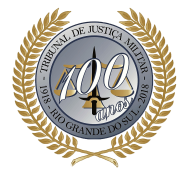 TRIBUNAL DE JUSTIÇA MILITAR
100
anos
1918 - RIO GRANDE DO SUL - 2018